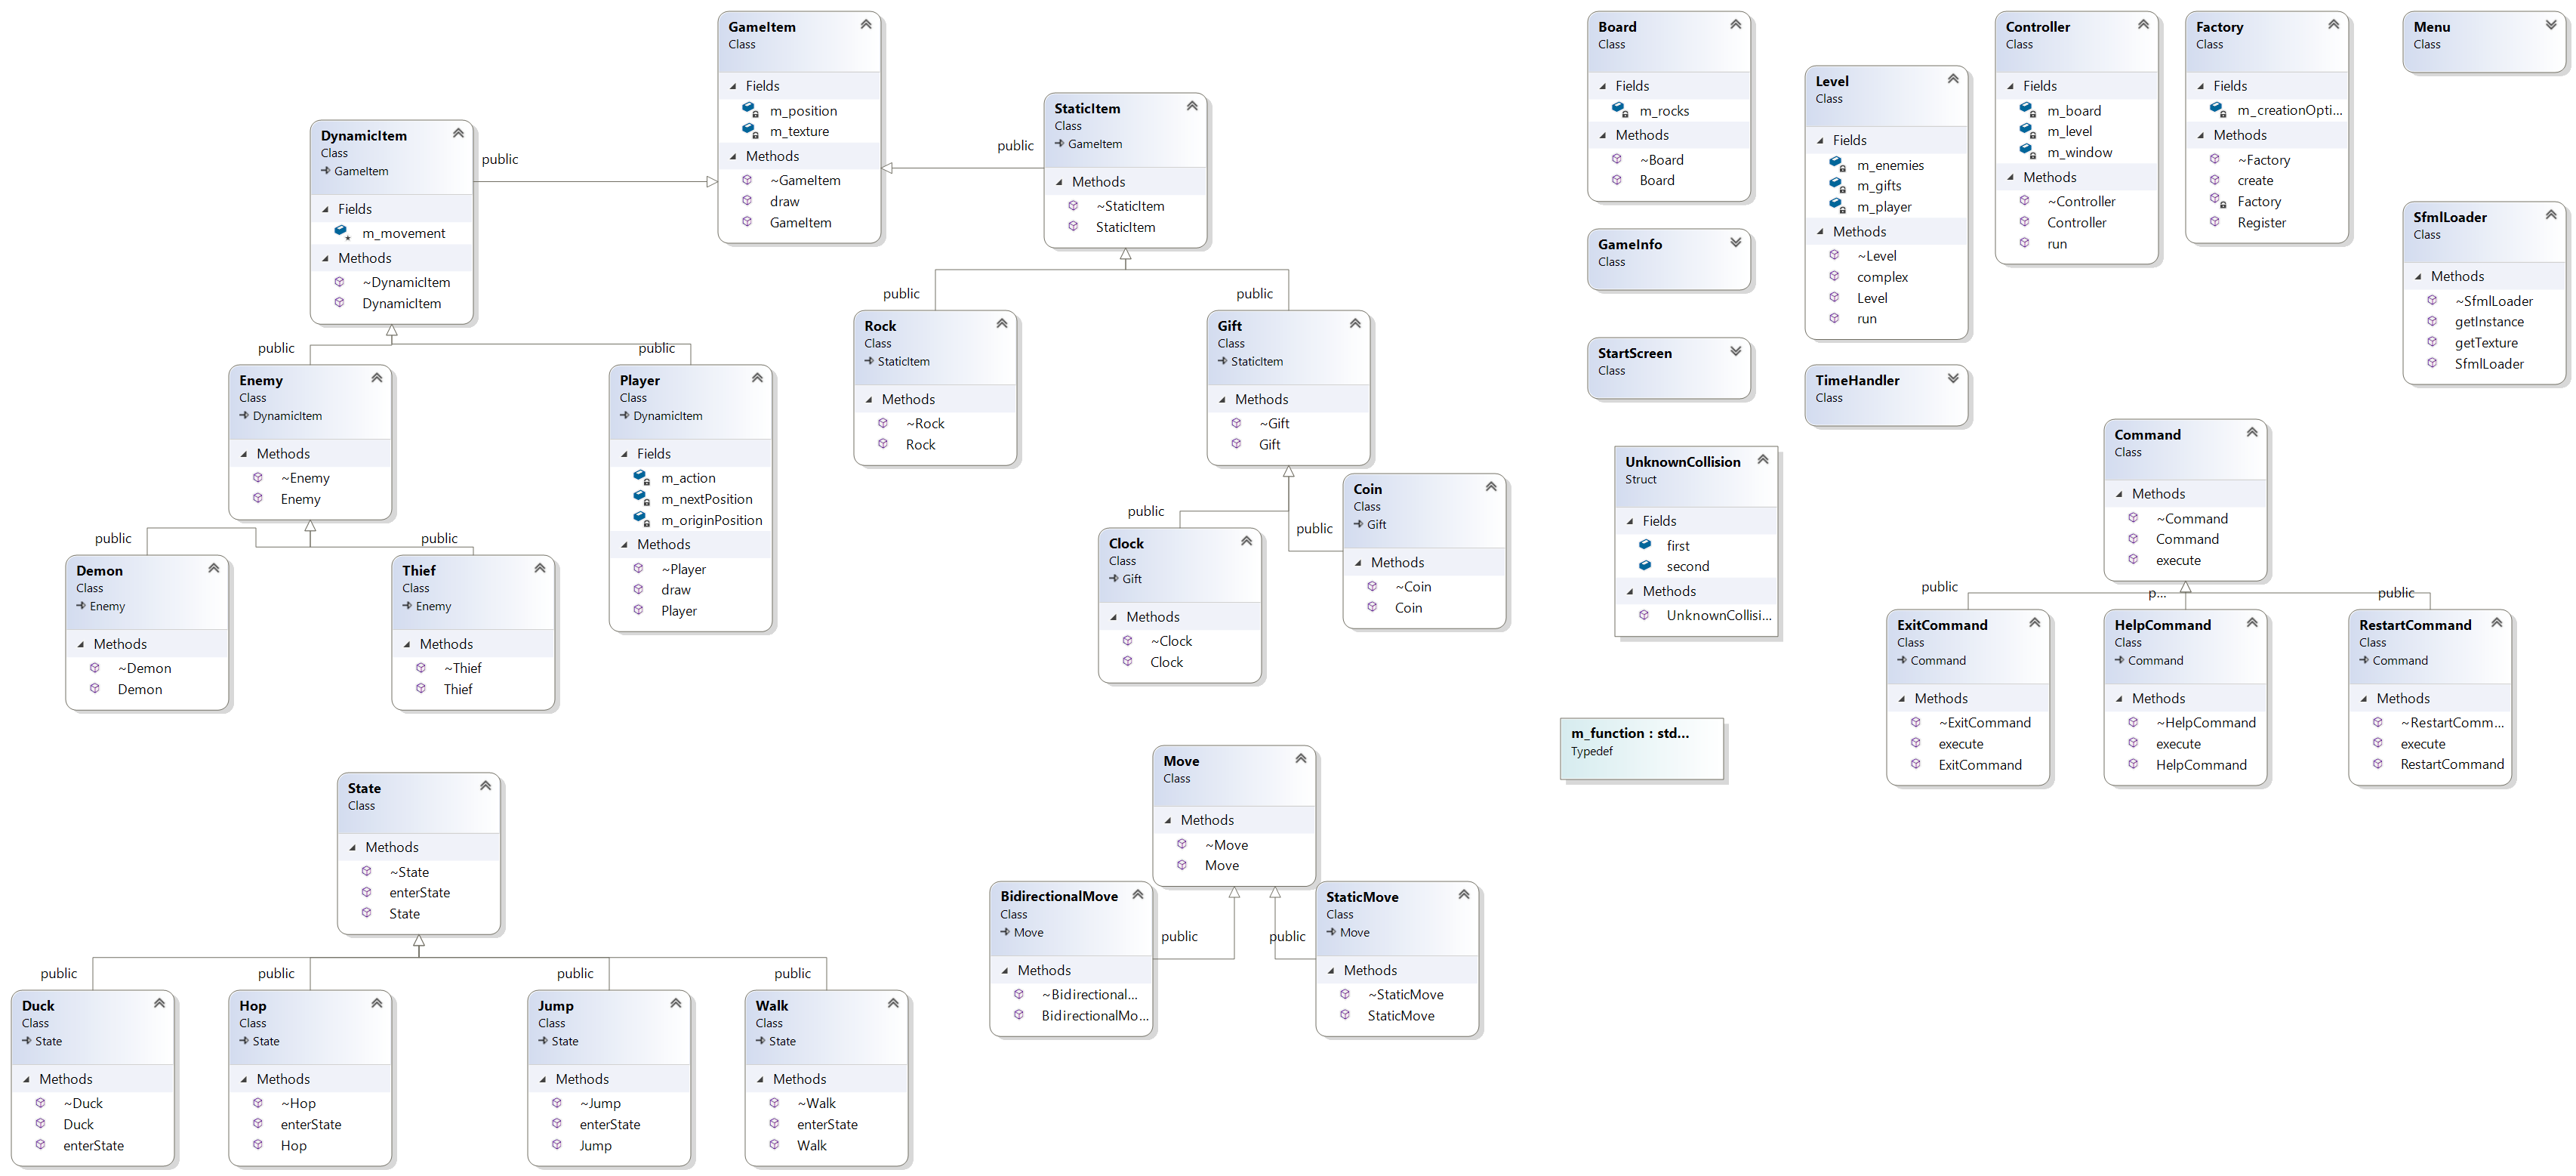 GameItem
Class
Fields
m_position
m_texture
Methods
~GameItem
draw
GameItem
DynamicItem
Class
GameItem
Fields
m_movement
Methods
~DynamicItem
DynamicItem
public
StaticItem
Class
GameItem
Methods
~StaticItem
StaticItem
public
public
Enemy
Class
DynamicItem
Methods
~Enemy
Enemy
public
Player
Class
DynamicItem
Fields
m_action
m_nextPosition
m_originPosition
Methods
~Player
draw
Player
public
Rock
Class
StaticItem
Methods
~Rock
Rock
public
Gift
Class
StaticItem
Methods
~Gift
Gift
public
Demon
Class
Enemy
Methods
~Demon
Demon
public
Thief
Class
Enemy
Methods
~Thief
Thief
public
Clock
Class
Gift
Methods
~Clock
Clock
public
Coin
Class
Gift
Methods
~Coin
Coin
State
Class
Methods
~State
enterState
State
public
Duck
Class
State
Methods
~Duck
Duck
enterState
public
Hop
Class
State
Methods
~Hop
enterState
Hop
public
Jump
Class
State
Methods
~Jump
enterState
Jump
public
Walk
Class
State
Methods
~Walk
enterState
Walk
Move
Class
Methods
~Move
Move
BidirectionalMove
Class
Move
Methods
~Bidirectional...
BidirectionalMo...
public
public
StaticMove
Class
Move
Methods
~StaticMove
StaticMove
Board
Class
Fields
m_rocks
Methods
~Board
Board
GameInfo
Class
StartScreen
Class
Level
Class
Fields
m_enemies
m_gifts
m_player
Methods
~Level
complex
Level
run
TimeHandler
Class
Controller
Class
Fields
m_board
m_level
m_window
Methods
~Controller
Controller
run
Factory
Class
Fields
m_creationOpti...
Methods
~Factory
create
Factory
Register
Menu
Class
SfmlLoader
Class
Methods
~SfmlLoader
getInstance
getTexture
SfmlLoader
UnknownCollision
Struct
Fields
first
second
Methods
UnknownCollisi...
m_function : std...
Typedef
Command
Class
Methods
~Command
Command
execute
public
p...
public
ExitCommand
Class
Command
Methods
~ExitCommand
execute
ExitCommand
HelpCommand
Class
Command
Methods
~HelpCommand
execute
HelpCommand
RestartCommand
Class
Command
Methods
~RestartComm...
execute
RestartCommand